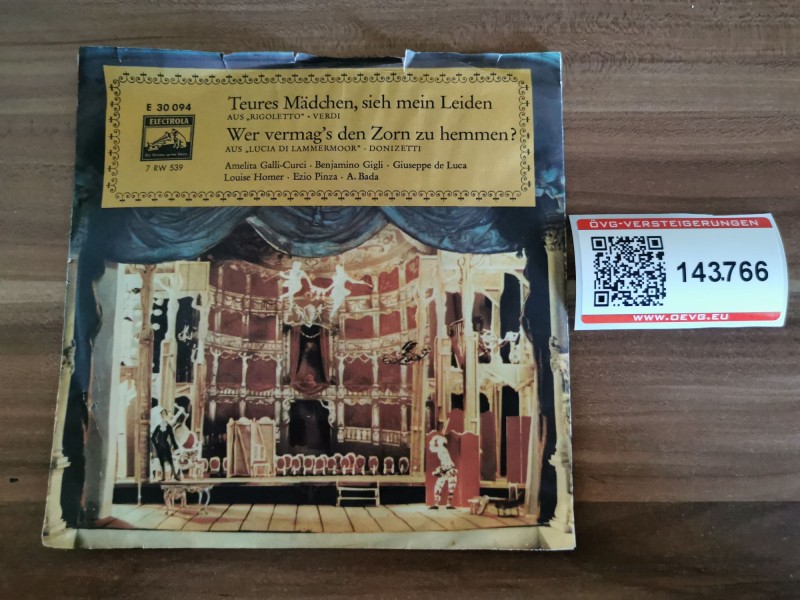 E 30 094
ELECTROLA
7 RW 539
Teures Mädchen, sieh mein Leiden
AUS „RIGOLETTO" · VERDI
Wer vermag's den Zorn zu hemmen?
AUS „LUCIA DI LAMMERMOOR" · DONIZETTI
Amelita Galli-Curci · Benjamino Gigli · Giuseppe de Luca
Louise Homer · Ezio Pinza · A. Bada
ÖVG-VERSTEIGERUNGEN
143.766
WWW.OEVG.EU